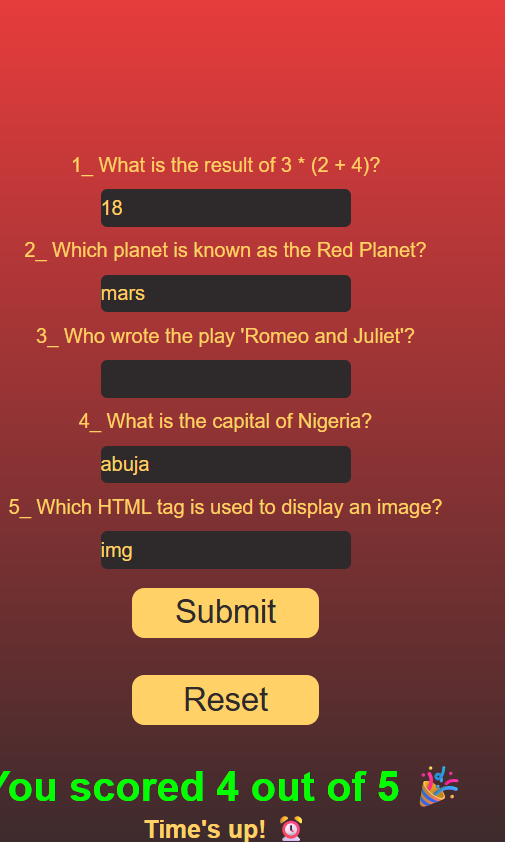 1_ What is the result of 3 * (2 + 4)?
18
2_ Which planet is known as the Red Planet?
mars
3_ Who wrote the play 'Romeo and Juliet'?
4_ What is the capital of Nigeria?
abuja
5_ Which HTML tag is used to display an image?
img
Submit
Reset
You scored 4 out of 5 🎉
Time's up! ⏰